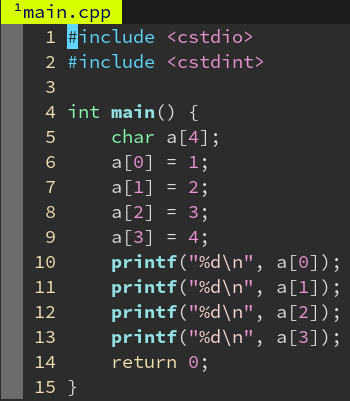 ¹main.cpp
1 #include <cstdio>
2 #include <cstdint>
3
4 int main() {
5     char a[4];
6     a[0] = 1;
7     a[1] = 2;
8     a[2] = 3;
9     a[3] = 4;
10     printf("%d\n", a[0]);
11     printf("%d\n", a[1]);
12     printf("%d\n", a[2]);
13     printf("%d\n", a[3]);
14     return 0;
15 }